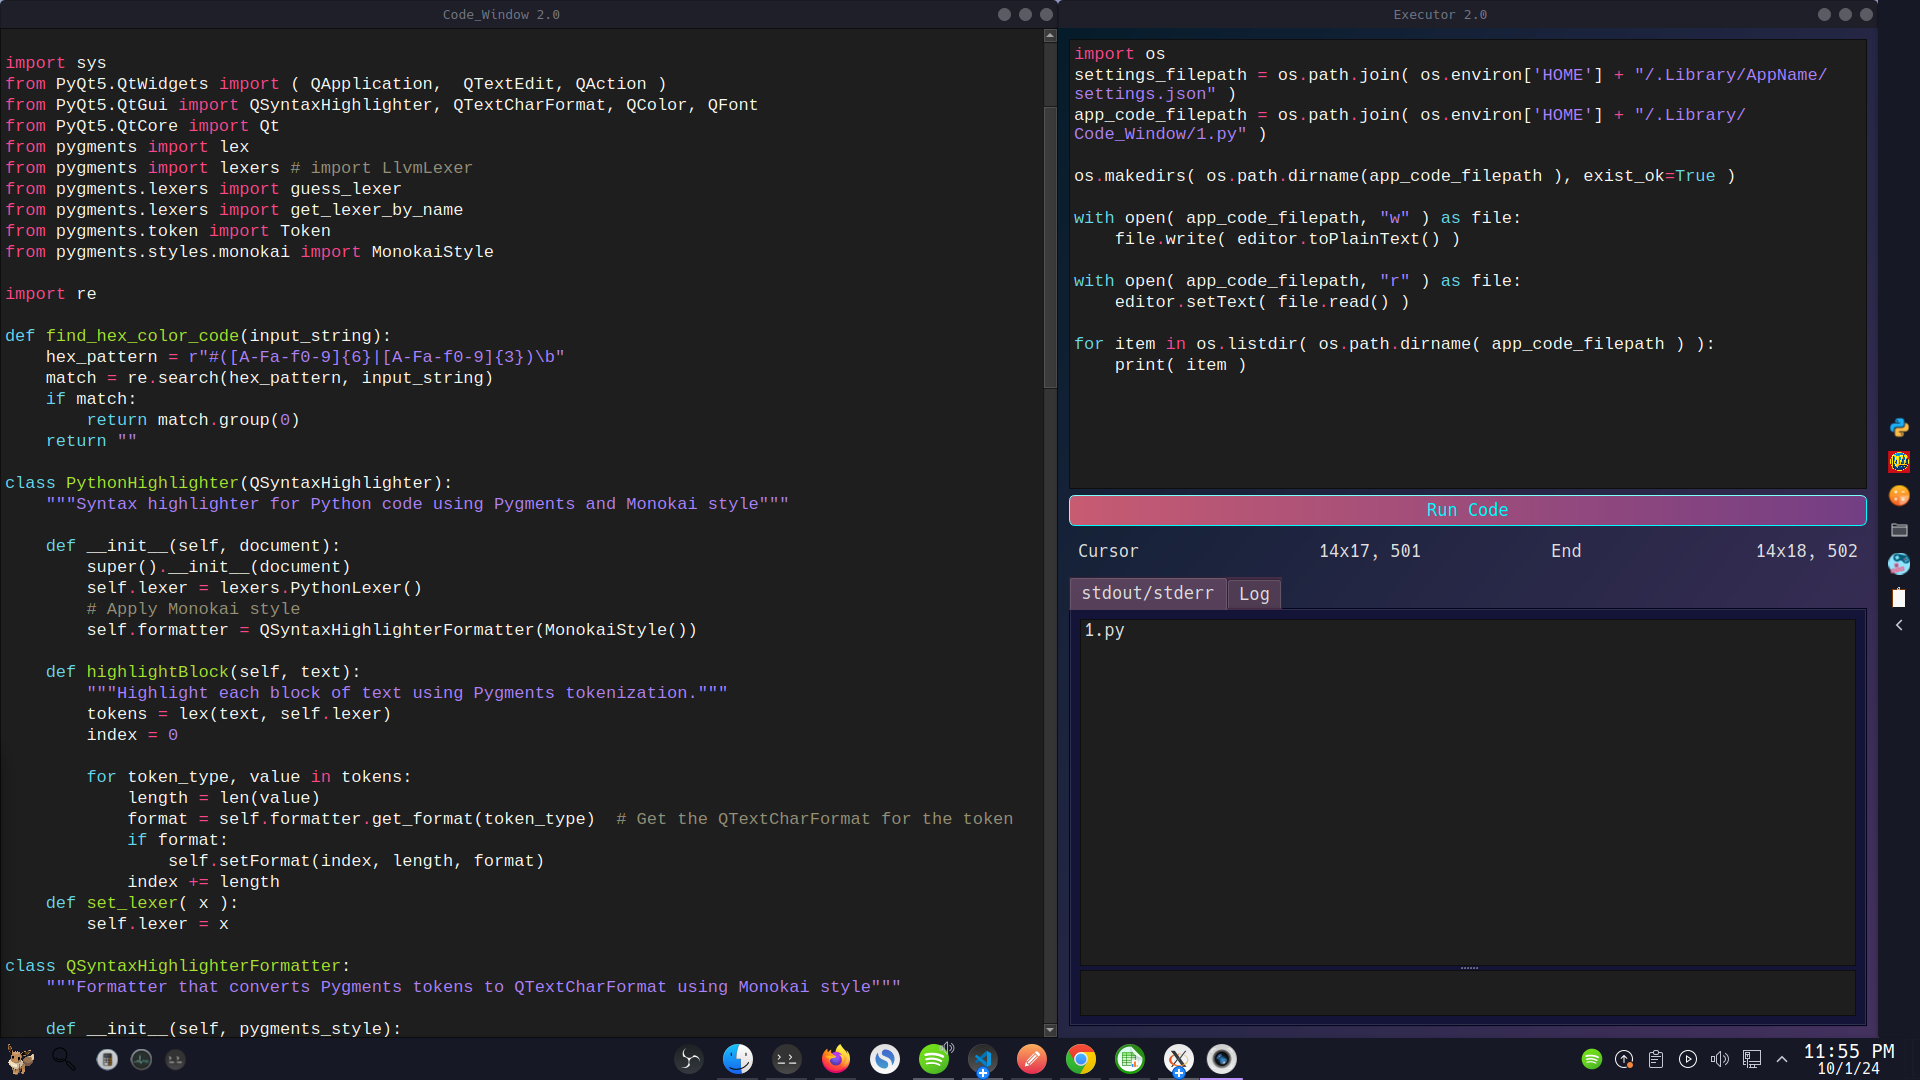 Code_Window 2.0
import sys
from PyQt5.QtWidgets import ( QApplication,  QTextEdit, QAction )
from PyQt5.QtGui import QSyntaxHighlighter, QTextCharFormat, QColor, QFont
from PyQt5.QtCore import Qt
from pygments import lex
from pygments import lexers # import LlvmLexer
from pygments.lexers import guess_lexer
from pygments.lexers import get_lexer_by_name
from pygments.token import Token
from pygments.styles.monokai import MonokaiStyle
import re
def find_hex_color_code(input_string):
    hex_pattern = r"#([A-Fa-f0-9]{6}|[A-Fa-f0-9]{3})\b"
    match = re.search(hex_pattern, input_string)
    if match:
        return match.group(0)
    return ""
class PythonHighlighter(QSyntaxHighlighter):
    """Syntax highlighter for Python code using Pygments and Monokai style"""
    def __init__(self, document):
        super().__init__(document)
        self.lexer = lexers.PythonLexer()
        # Apply Monokai style
        self.formatter = QSyntaxHighlighterFormatter(MonokaiStyle())
    def highlightBlock(self, text):
        """Highlight each block of text using Pygments tokenization."""
        tokens = lex(text, self.lexer)
        index = 0
        for token_type, value in tokens:
            length = len(value)
            format = self.formatter.get_format(token_type)  # Get the QTextCharFormat for the token
            if format:
                self.setFormat(index, length, format)
            index += length
    def set_lexer( x ):
        self.lexer = x
class QSyntaxHighlighterFormatter:
    """Formatter that converts Pygments tokens to QTextCharFormat using Monokai style"""
    def __init__(self, pygments_style):
Executor 2.0
import os
settings_filepath = os.path.join( os.environ['HOME'] + "/.Library/AppName/
settings.json" )
app_code_filepath = os.path.join( os.environ['HOME'] + "/.Library/
Code_Window/1.py" )
os.makedirs( os.path.dirname(app_code_filepath ), exist_ok=True )
with open( app_code_filepath, "w" ) as file:
    file.write( editor.toPlainText() )
with open( app_code_filepath, "r" ) as file:
    editor.setText( file.read() )
for item in os.listdir( os.path.dirname( app_code_filepath ) ):
    print( item )
Run Code
Cursor 14x17, 501 End 14x18, 502
stdout/stderr Log
1.py
11:55 PM
10/1/24